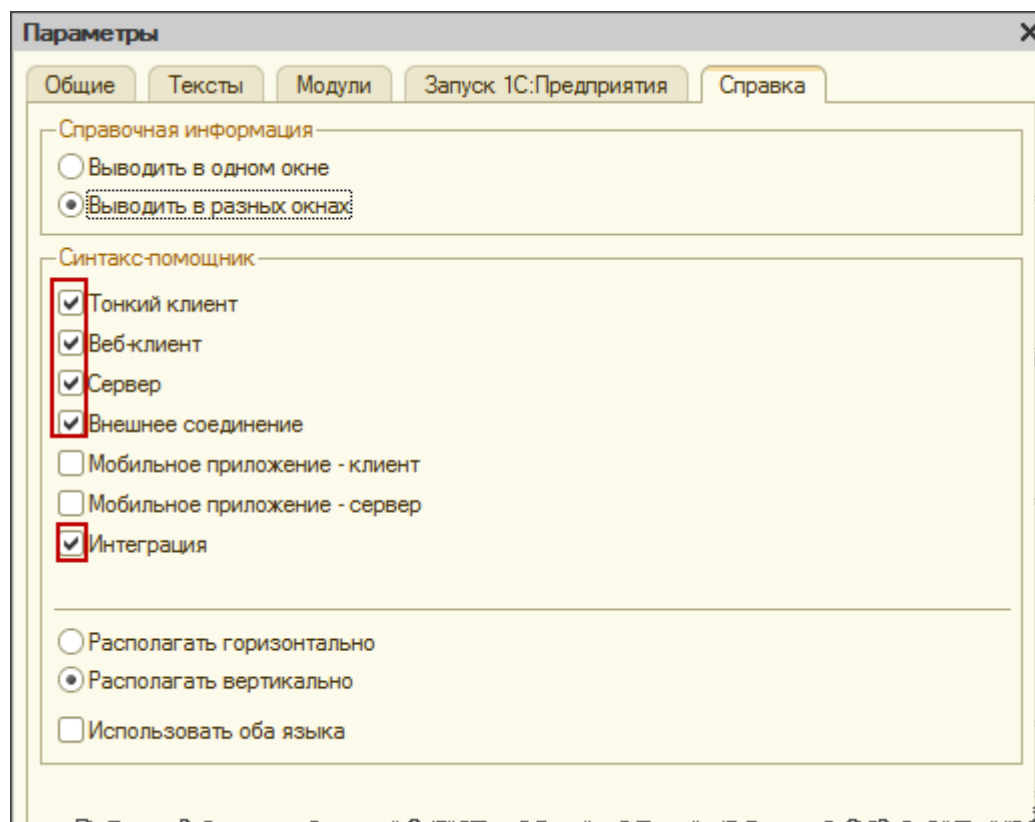 Параметры
Общие Тексты Модули Запуск 1С:Предприятия Справка
Справочная информация
Выводить в одном окне
Выводить в разных окнах
Синтакс-помощник
Тонкий клиент
Веб-клиент
Сервер
Внешнее соединение
Мобильное приложение - клиент
Мобильное приложение - сервер
Интеграция
Располагать горизонтально
Располагать вертикально
Использовать оба языка